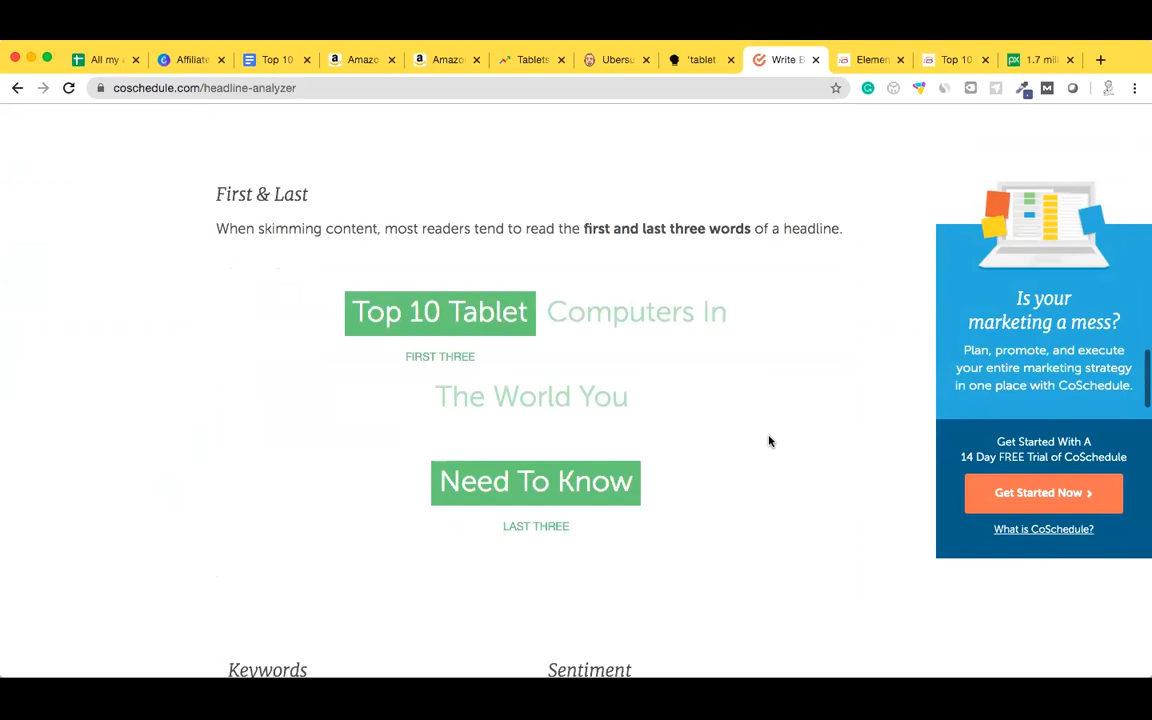 All my
Affiliate
Top 10
Amazo
Amazo
Tablets
Ubersu
'tablet
Write B
Elemen
Top 10
1.7 mill
coschedule.com/headline-analyzer
First & Last
When skimming content, most readers tend to read the first and last three words of a headline.
Top 10 Tablet Computers In
FIRST THREE
The World You
Need To Know
LAST THREE
Keywords
Sentiment
Is your
marketing a mess?
Plan, promote, and execute
your entire marketing strategy
in one place with CoSchedule.
Get Started With A
14 Day FREE Trial of CoSchedule
Get Started Now ›
What is CoSchedule?